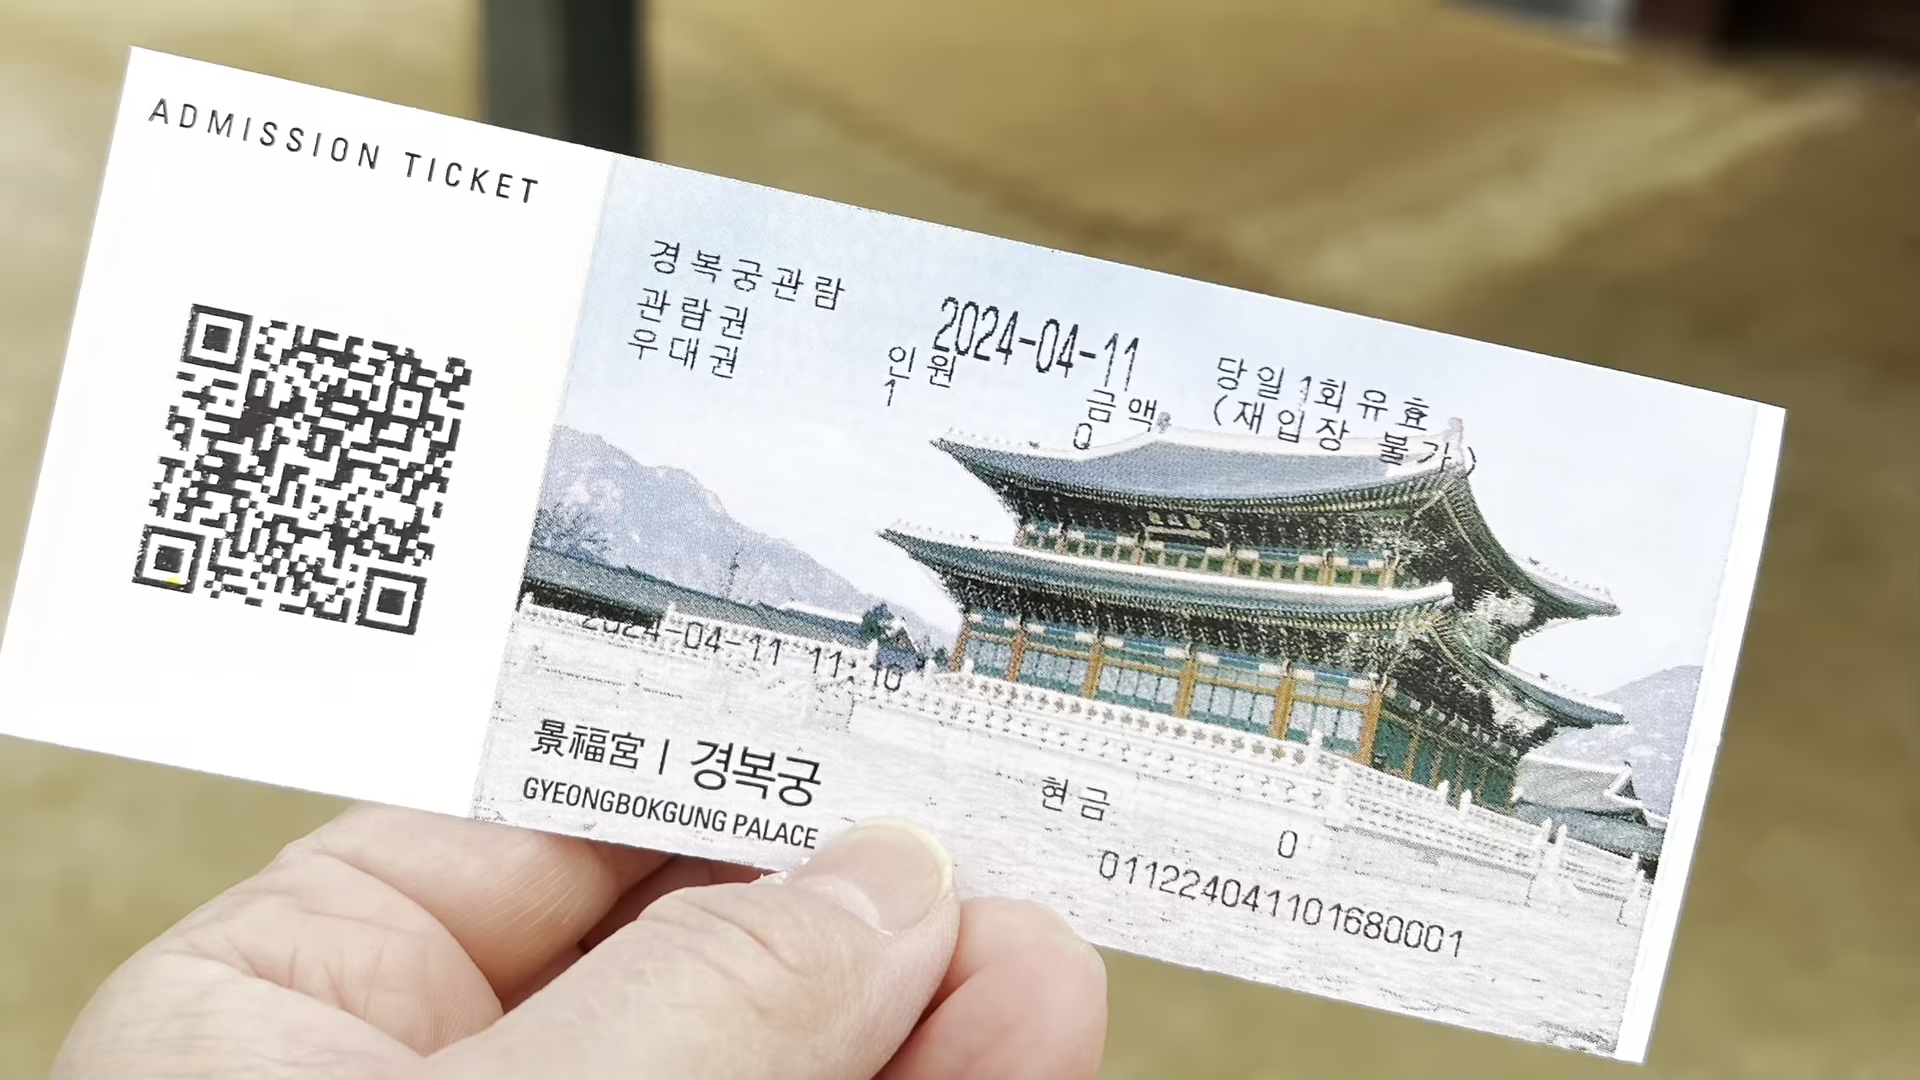 ADMISSION TICKET
경복궁관람
관람권
우대권
2024-04-11
인원
1
금액
0
당일 1회 유효
(재입장 불가)
2024-04-11 11:16
景福宮 | 경복궁
GYEONGBOKGUNG PALACE
현금
0
011224041101680001